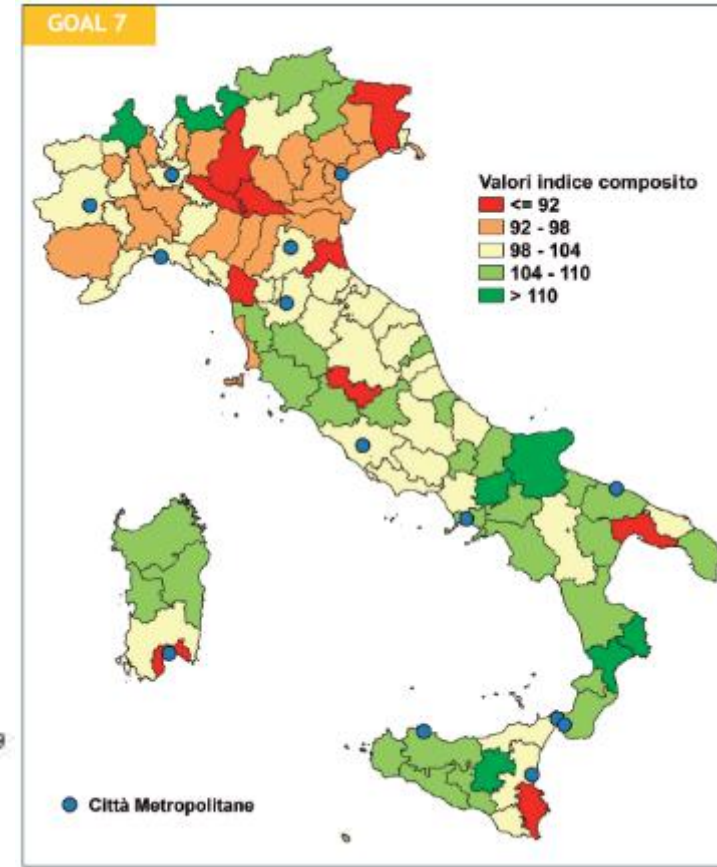 GOAL 7
Valori indice composito
<= 92
92 - 98
98 - 104
104 - 110
> 110
Città Metropolitane